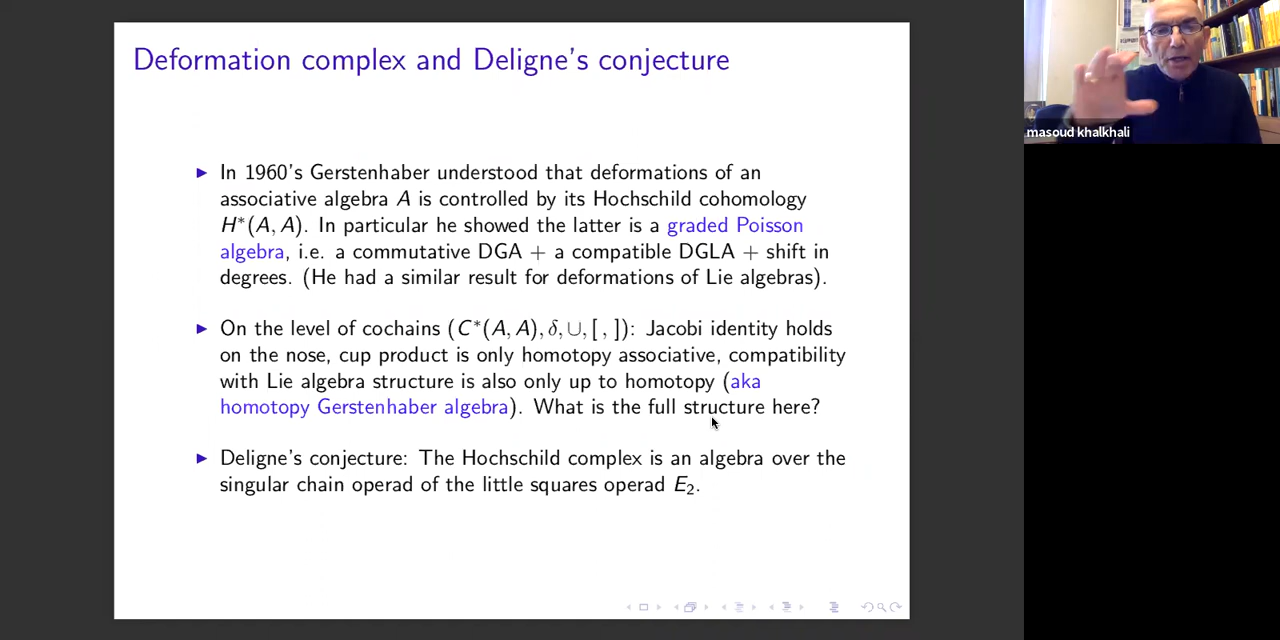 Deformation complex and Deligne's conjecture
masoud khalkhali
► In 1960's Gerstenhaber understood that deformations of an
associative algebra A is controlled by its Hochschild cohomology
H*(A, A). In particular he showed the latter is a graded Poisson
algebra, i.e. a commutative DGA + a compatible DGLA + shift in
degrees. (He had a similar result for deformations of Lie algebras).
► On the level of cochains (C*(A, A), δ, ∪, [ , ]): Jacobi identity holds
on the nose, cup product is only homotopy associative, compatibility
with Lie algebra structure is also only up to homotopy (aka
homotopy Gerstenhaber algebra). What is the full structure here?
► Deligne's conjecture: The Hochschild complex is an algebra over the
singular chain operad of the little squares operad E₂.